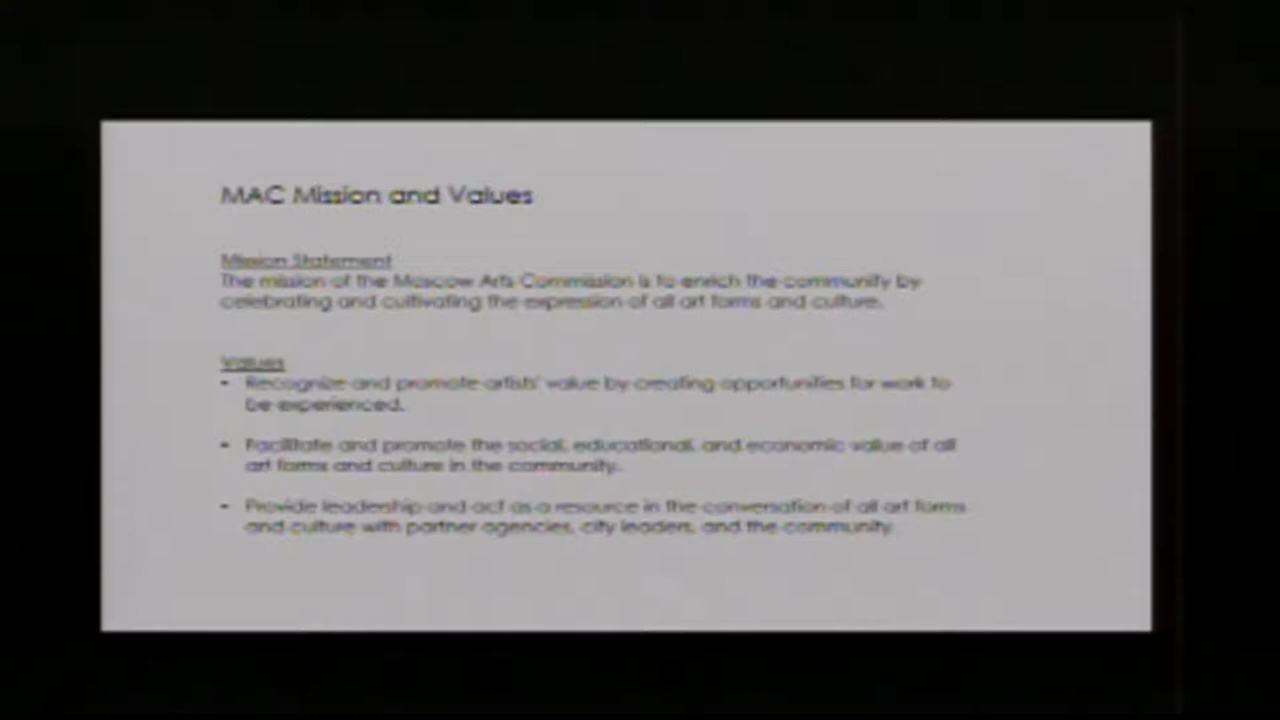 MAC Mission and Values
Mission Statement
The mission of the Moscow Arts Commission is to enrich the community by
celebrating and cultivating the expression of all art forms and culture.
Values
• Recognize and promote artists' value by creating opportunities for work to
be experienced.
• Facilitate and promote the social, educational, and economic value of all
art forms and culture in the community.
• Provide leadership and act as a resource in the conversation of all art forms
and culture with partner agencies, city leaders, and the community.